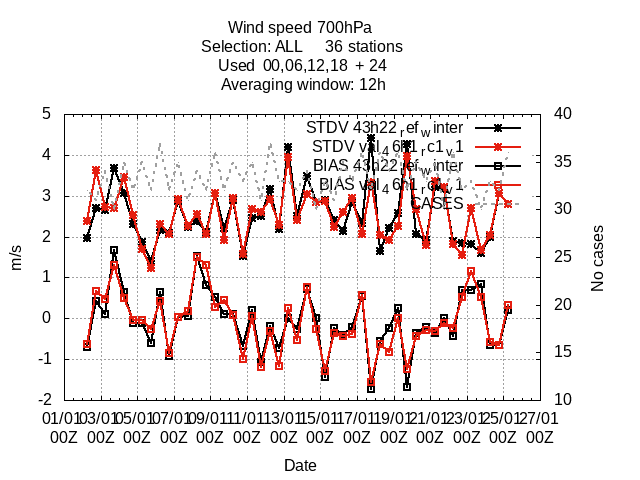 Wind speed 700hPa
Selection: ALL 36 stations
Used 00,06,12,18 + 24
Averaging window: 12h
5 40
STDV 43h22_ref_winter
4 35
BIAS 43h22_ref_winter
3 30
CASES
2 25
m/s
No cases
1
0 20
-1 15
-2 10
01/01 03/01 05/01 07/01 09/01 11/01 13/01 15/01 17/01 19/01 21/01 23/01 25/01 27/01
00Z 00Z 00Z 00Z 00Z 00Z 00Z 00Z 00Z 00Z 00Z 00Z 00Z 00Z
Date